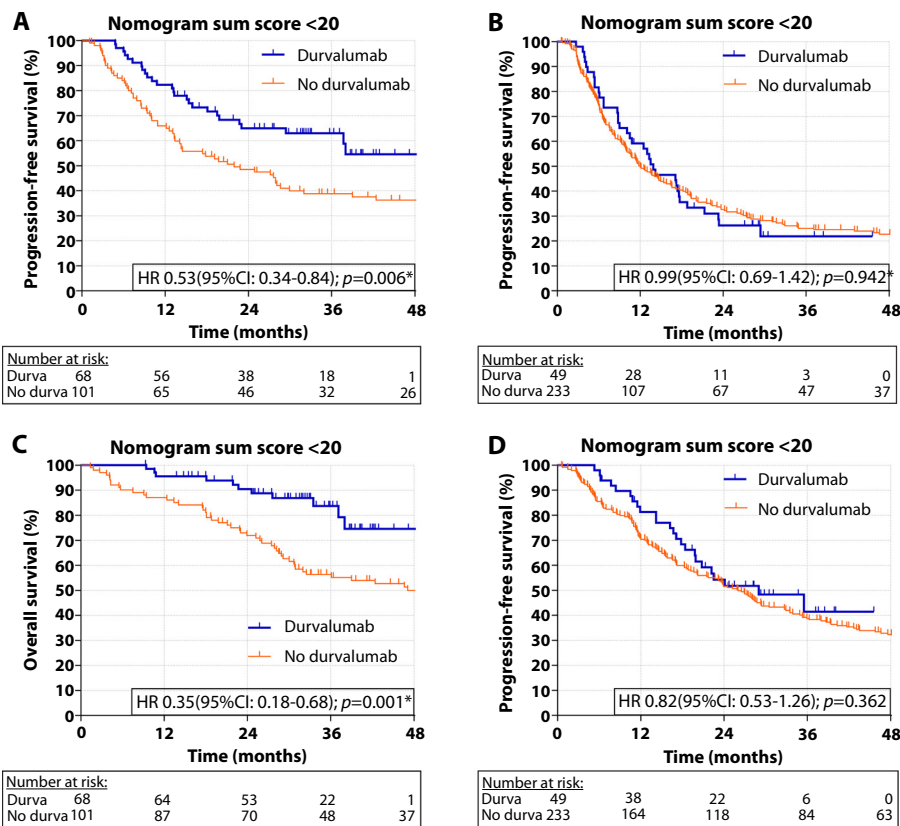 A
Nomogram sum score <20
Progression-free survival (%)
100
90
80
70
60
50
40
30
20
10
0
Durvalumab
No durvalumab
HR 0.53(95%CI: 0.34-0.84); p=0.006*
0 12 24 36 48
Time (months)
Number at risk:
Durva 68 56 38 18 1
No durva 101 65 46 32 26
B
Nomogram sum score <20
Progression-free survival (%)
100
90
80
70
60
50
40
30
20
10
0
Durvalumab
No durvalumab
HR 0.99(95%CI: 0.69-1.42); p=0.942*
0 12 24 36 48
Time (months)
Number at risk:
Durva 49 28 11 3 0
No durva 233 107 67 47 37
C
Nomogram sum score <20
Overall survival (%)
100
90
80
70
60
50
40
30
20
10
0
Durvalumab
No durvalumab
HR 0.35(95%CI: 0.18-0.68); p=0.001*
0 12 24 36 48
Time (months)
Number at risk:
Durva 68 64 53 22 1
No durva 101 87 70 48 37
D
Nomogram sum score <20
Progression-free survival (%)
100
90
80
70
60
50
40
30
20
10
0
Durvalumab
No durvalumab
HR 0.82(95%CI: 0.53-1.26); p=0.362
0 12 24 36 48
Time (months)
Number at risk:
Durva 49 38 22 6 0
No durva 233 164 118 84 63